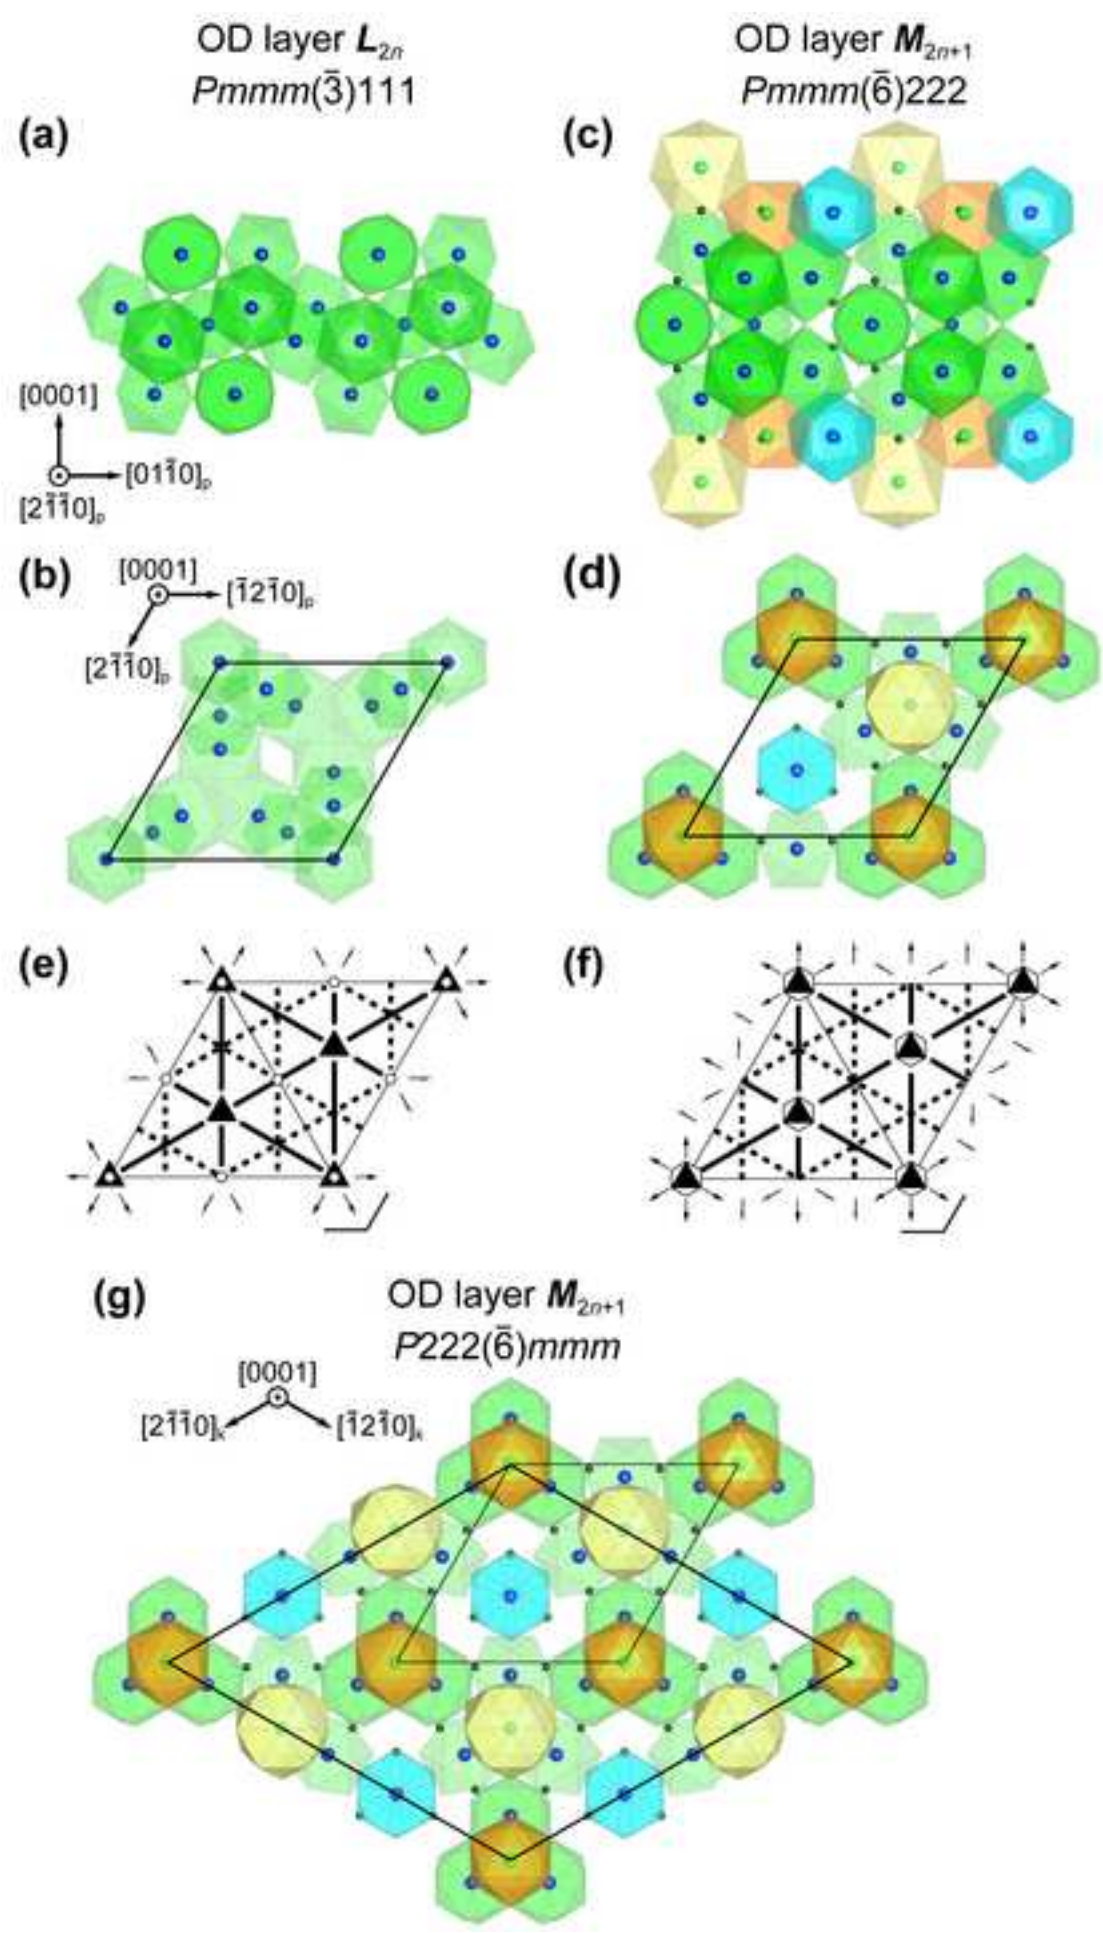 OD layer L₂ₙ
Pmmm(3̄)111
OD layer M₂ₙ₊₁
Pmmm(6̄)222
(a)
(c)
[0001]
[011̄0]ₚ
[21̄1̄0]ₚ
(b)
[0001]
[1̄21̄0]ₚ
[21̄1̄0]ₚ
(d)
(e)
(f)
(g)
OD layer M₂ₙ₊₁
P222(6̄)mmm
[0001]
[21̄1̄0]ₖ
[1̄21̄0]ₖ